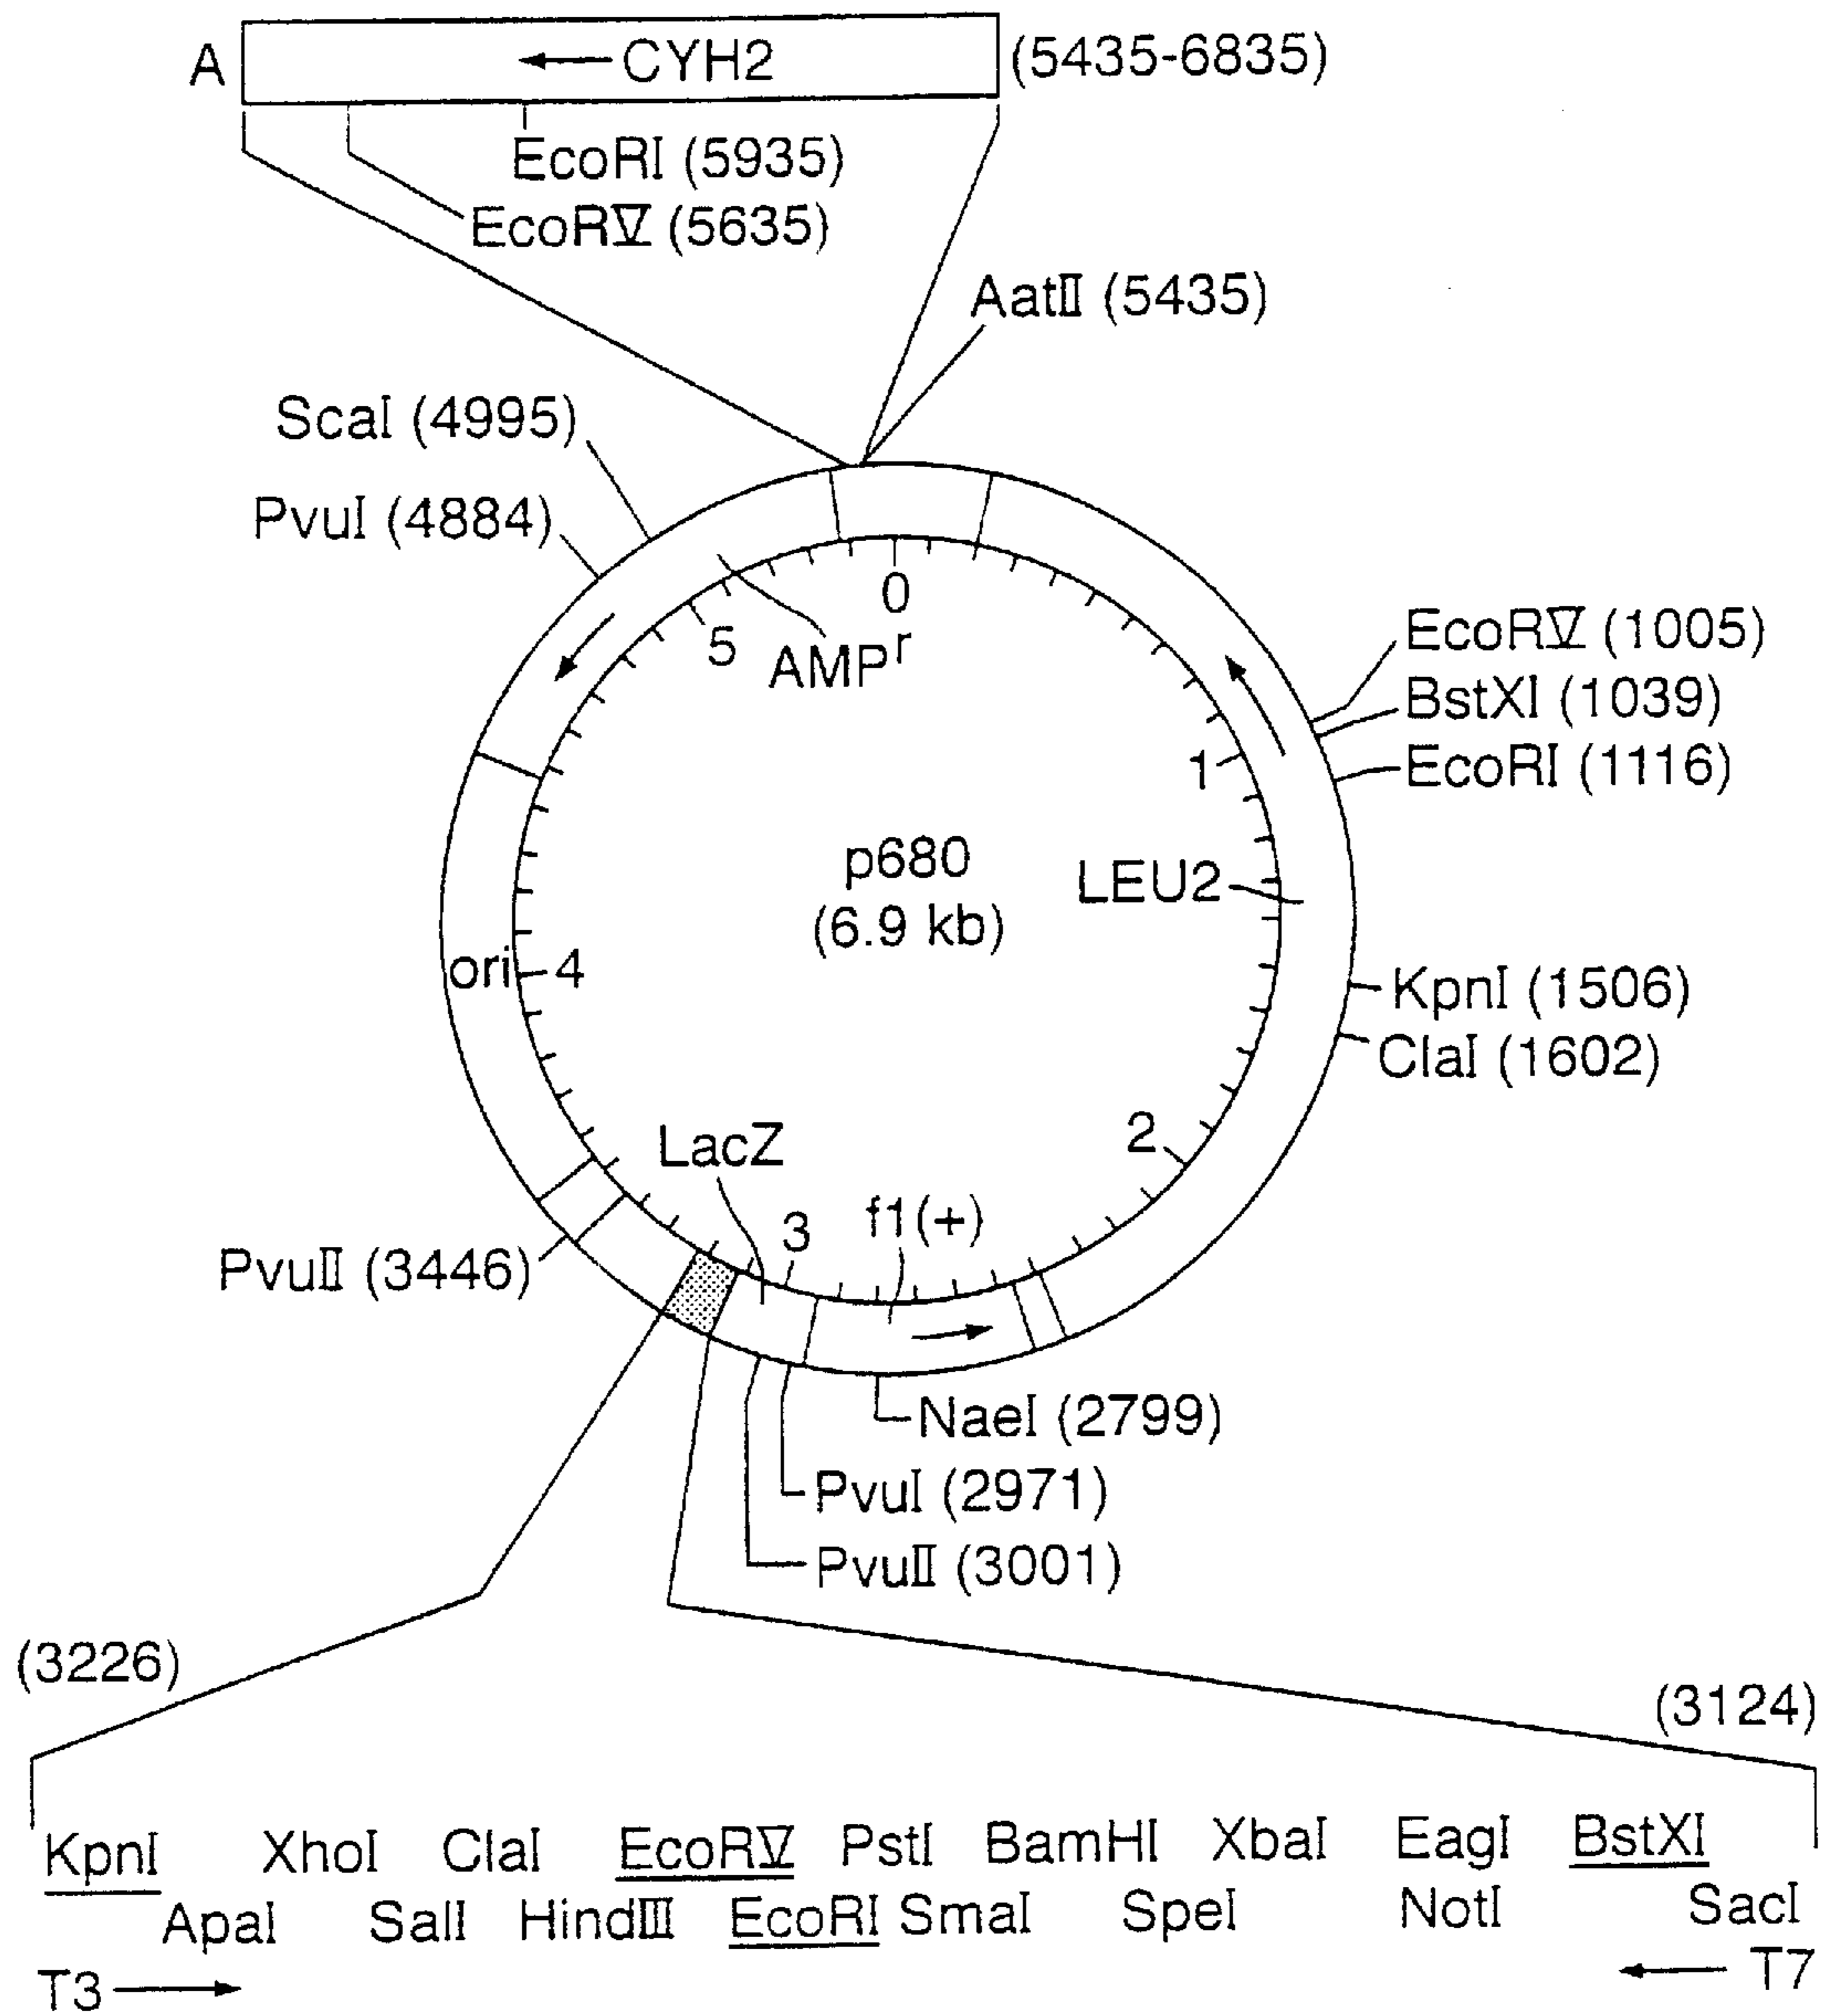 A ← CYH2 (5435-6835)
EcoRI (5935)
EcoRV (5635)
AatII (5435)
ScaI (4995)
PvuI (4884)
0
5
AMPr
EcoRV (1005)
BstXI (1039)
EcoRI (1116)
1
p680
(6.9 kb)
LEU2
ori
4
KpnI (1506)
ClaI (1602)
2
LacZ
3
f1(+)
PvuII (3446)
NaeI (2799)
PvuI (2971)
PvuII (3001)
(3226)
(3124)
KpnI XhoI ClaI EcoRV PstI BamHI XbaI EagI BstXI
ApaI SalI HindIII EcoRI SmaI SpeI NotI SacI
T3 → ← T7